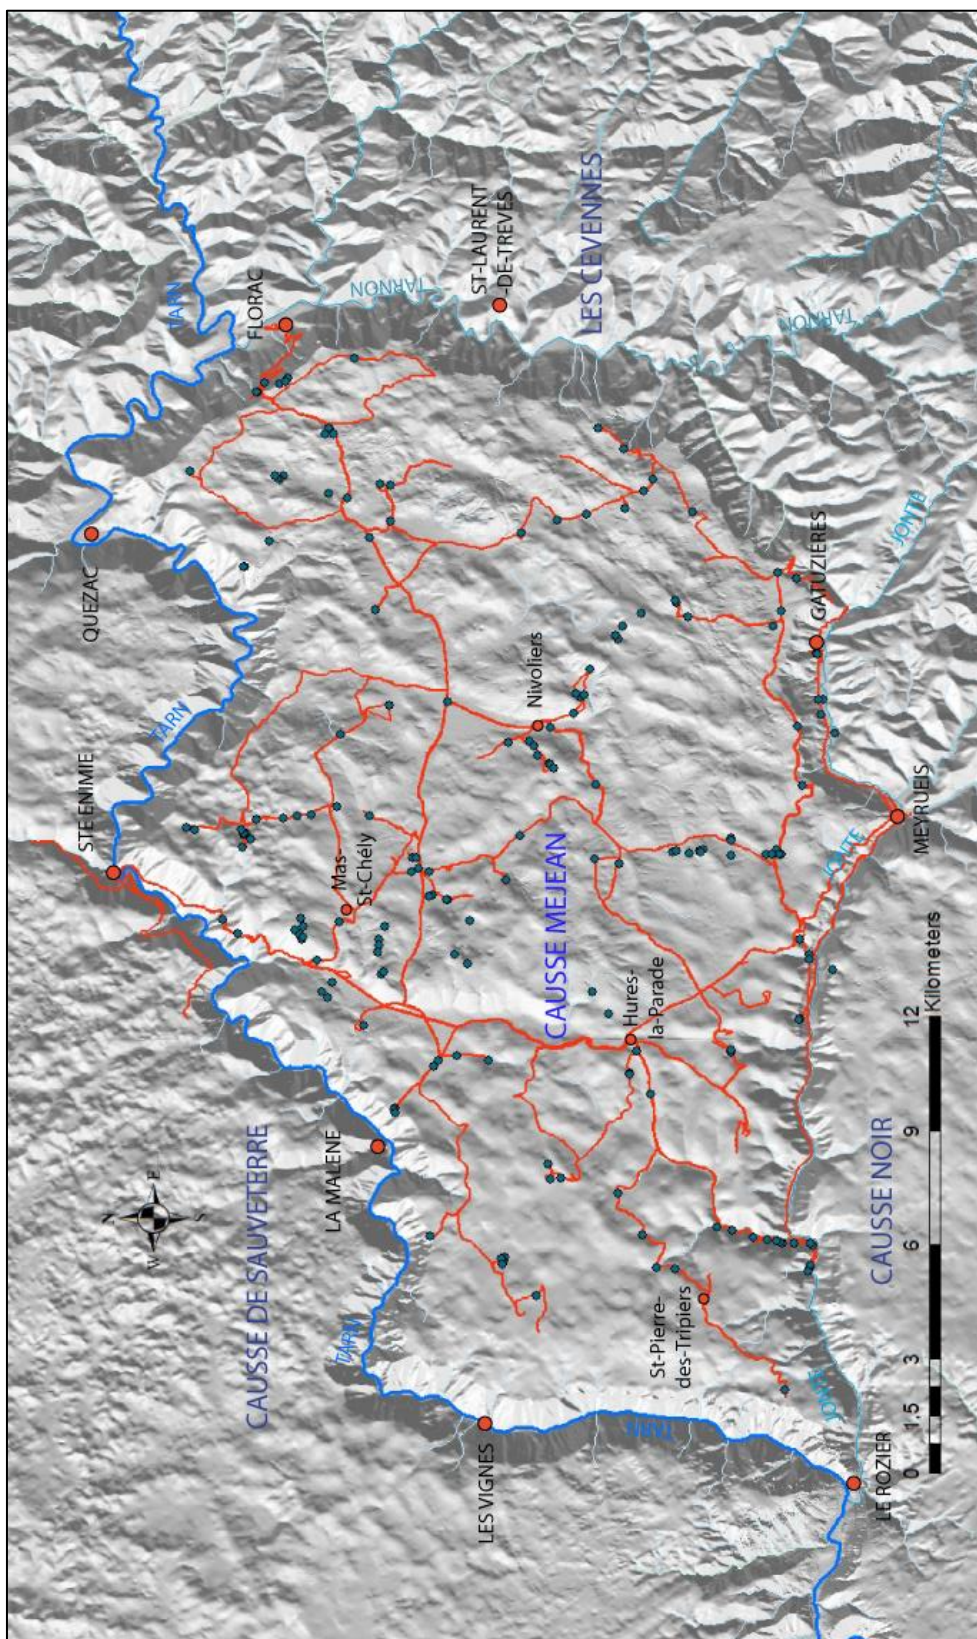 STE ENIMIE
QUEZAC
N
W E
S
TARN
TARN
FLORAC
CAUSSE DE SAUVETERRE
LA MALENE
TARN
Mas-
St-Chély
TARNON
ST-LAURENT
-DE-TREVES
LES VIGNES
Nivoliers
CAUSSE MEJEAN
LES CEVENNES
Hures-
la-Parade
TARN
St-Pierre-
des-Tripiers
GATUZIERES
JONTE
JONTE
TARNON
CAUSSE NOIR
LE ROZIER
JONTE
MEYRUEIS
0 1,5 3 6 9 12
Kilometers